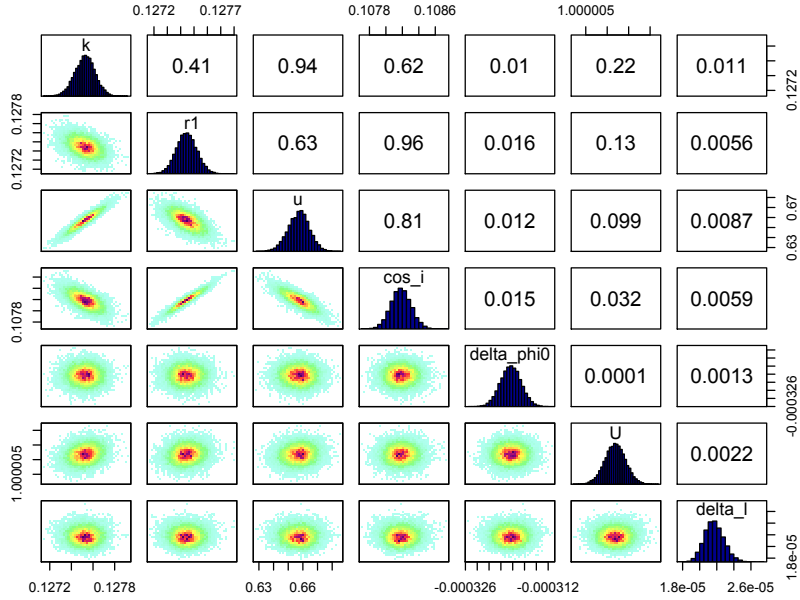 0.1272 0.1277 0.1078 0.1086 1.000005
k 0.41 0.94 0.62 0.01 0.22 0.011 0.1272
0.1272 0.1278 r1 0.63 0.96 0.016 0.13 0.0056
u 0.81 0.012 0.099 0.0087 0.63 0.67
0.1078 cos_i 0.015 0.032 0.0059
delta_phi0 0.0001 0.0013 -0.000326
1.000005 U 0.0022
delta_l 1.8e-05
0.1272 0.1278 0.63 0.66 -0.000326 -0.000312 1.8e-05 2.6e-05